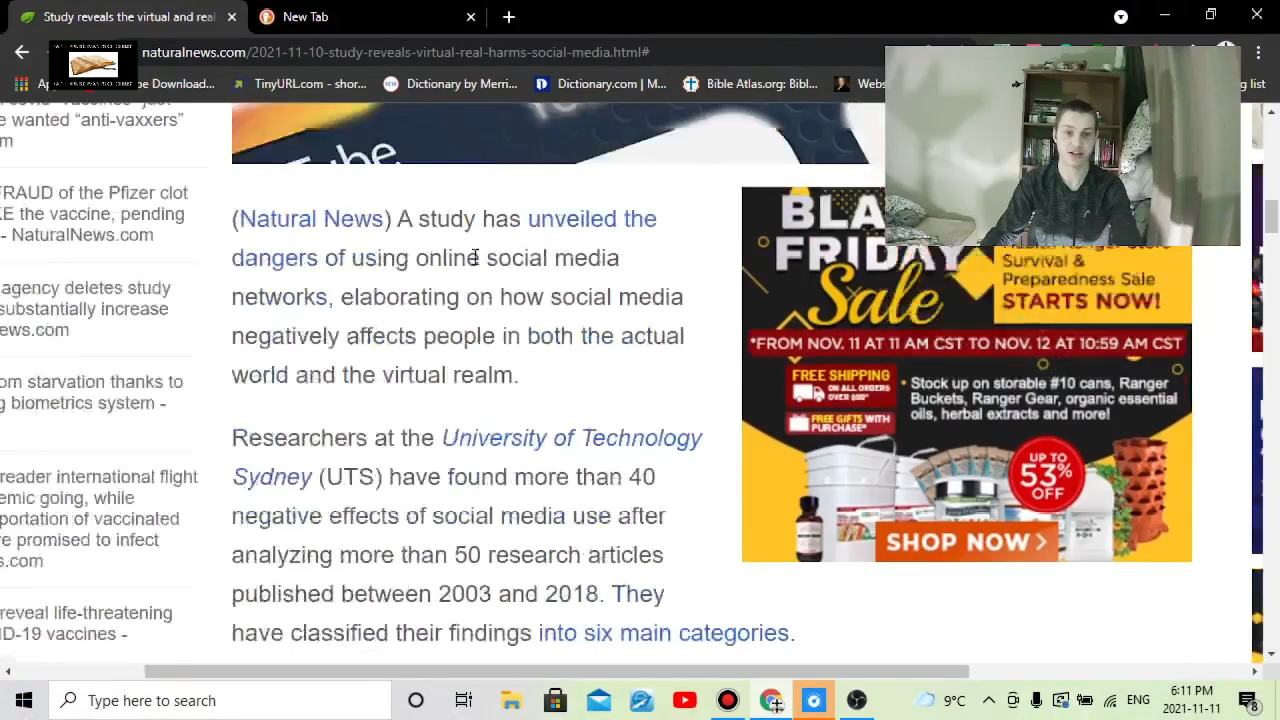 Study reveals virtual and real
New Tab
naturalnews.com/2021-11-10-study-reveals-virtual-real-harms-social-media.html#
TinyURL.com - shor...
Dictionary by Merri...
Dictionary.com | M...
list
e wanted “anti-vaxxers”
m
FRAUD of the Pfizer clot
KE the vaccine, pending
- NaturalNews.com
agency deletes study
substantially increase
ews.com
om starvation thanks to
g biometrics system -
reader international flight
emic going, while
portation of vaccinated
e promised to infect
s.com
reveal life-threatening
D-19 vaccines -
(Natural News) A study has unveiled the
dangers of using online social media
networks, elaborating on how social media
negatively affects people in both the actual
world and the virtual realm.
Researchers at the University of Technology
Sydney (UTS) have found more than 40
negative effects of social media use after
analyzing more than 50 research articles
published between 2003 and 2018. They
have classified their findings into six main categories.
FRIDAY
Sale
Survival &
Preparedness Sale
STARTS NOW!
*FROM NOV. 11 AT 11 AM CST TO NOV. 12 AT 10:59 AM CST
FREE SHIPPING
ON ALL ORDERS
OVER $99*
FREE GIFTS WITH
PURCHASE*
Stock up on storable #10 cans, Ranger
Buckets, Ranger Gear, organic essential
oils, herbal extracts and more!
UP TO
53%
OFF
SHOP NOW
Type here to search
9°C
ENG
6:11 PM
2021-11-11
8